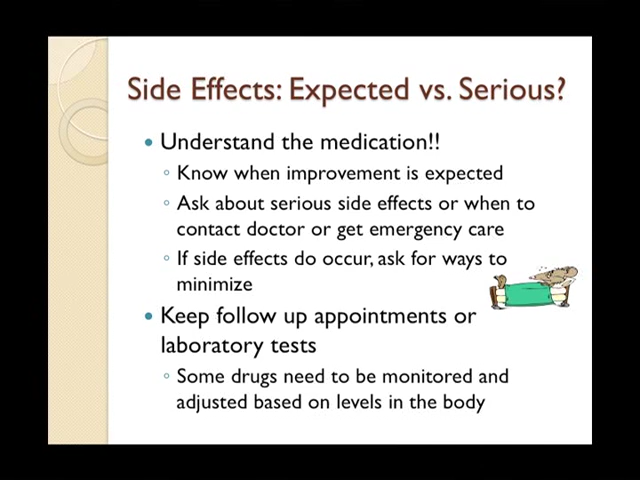 Side Effects: Expected vs. Serious?
• Understand the medication!!
◦ Know when improvement is expected
◦ Ask about serious side effects or when to
contact doctor or get emergency care
◦ If side effects do occur, ask for ways to
minimize
• Keep follow up appointments or
laboratory tests
◦ Some drugs need to be monitored and
adjusted based on levels in the body